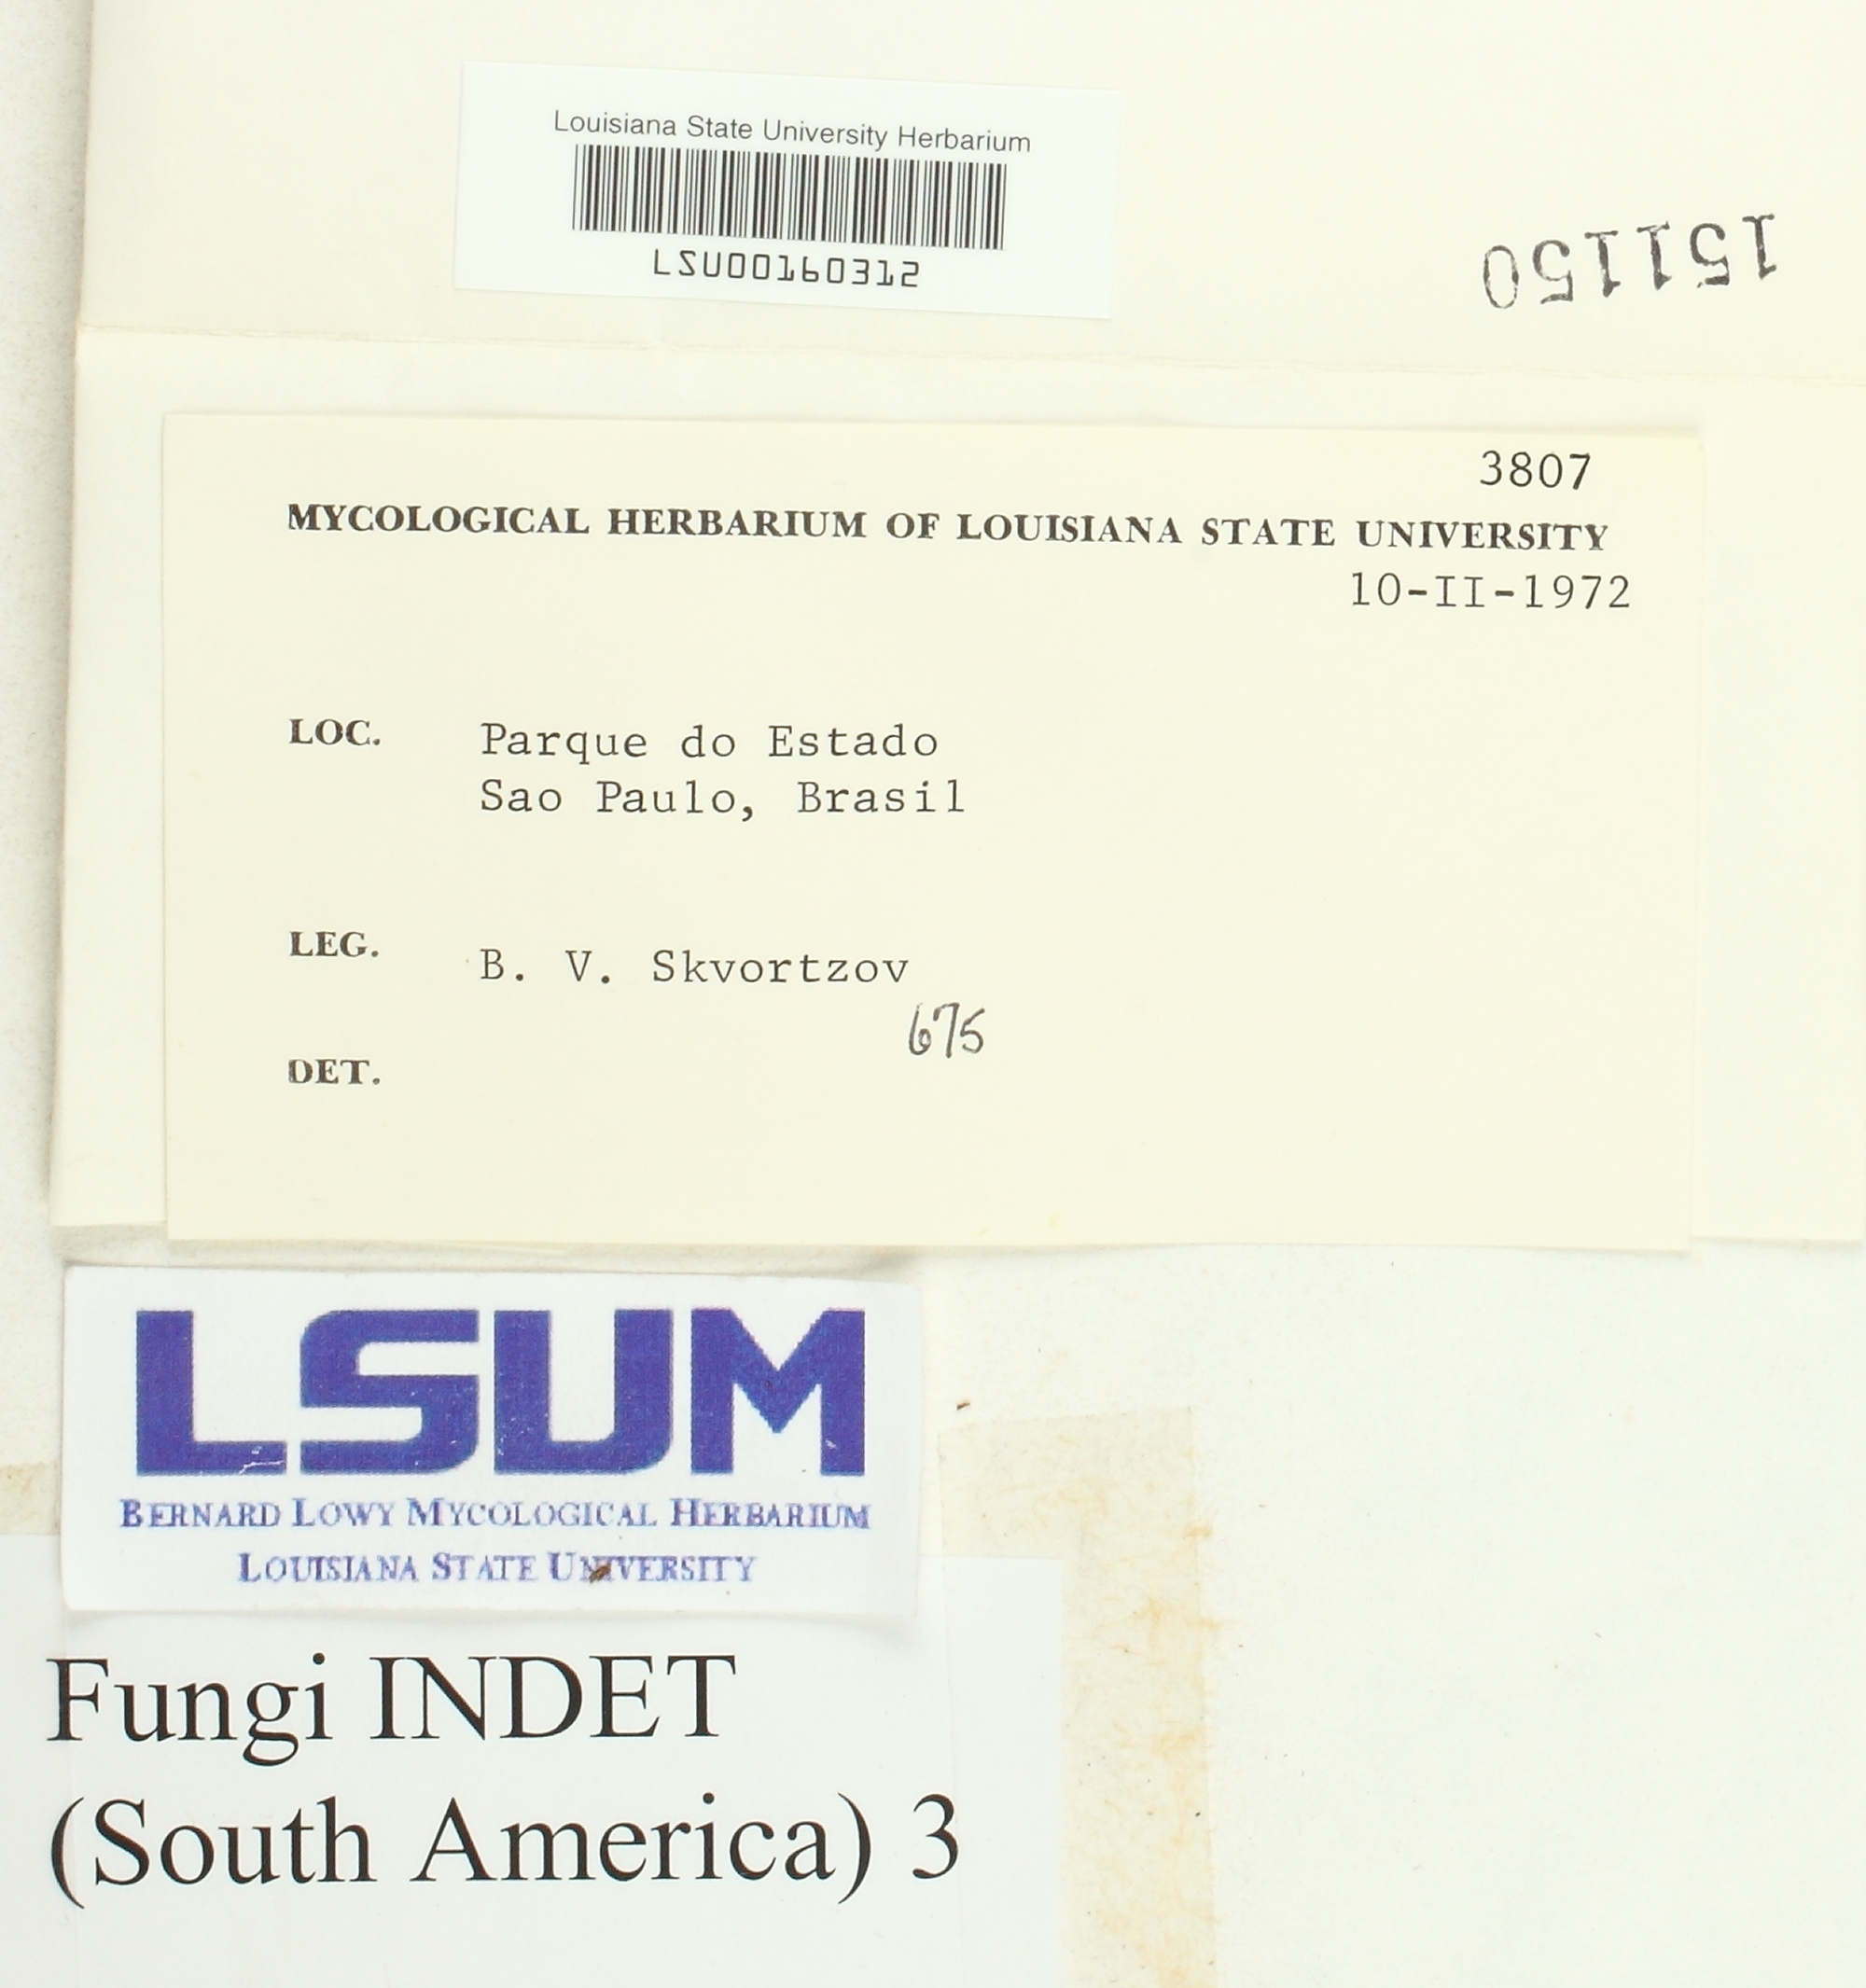 Louisiana State University Herbarium
LSU00160312
151150
3807
MYCOLOGICAL HERBARIUM OF LOUISIANA STATE UNIVERSITY
10-II-1972
LOC. Parque do Estado
Sao Paulo, Brasil
LEG. B. V. Skvortzov
675
DET.
LSUM
BERNARD LOWY MYCOLOGICAL HERBARIUM
LOUISIANA STATE UNIVERSITY
Fungi INDET
(South America) 3